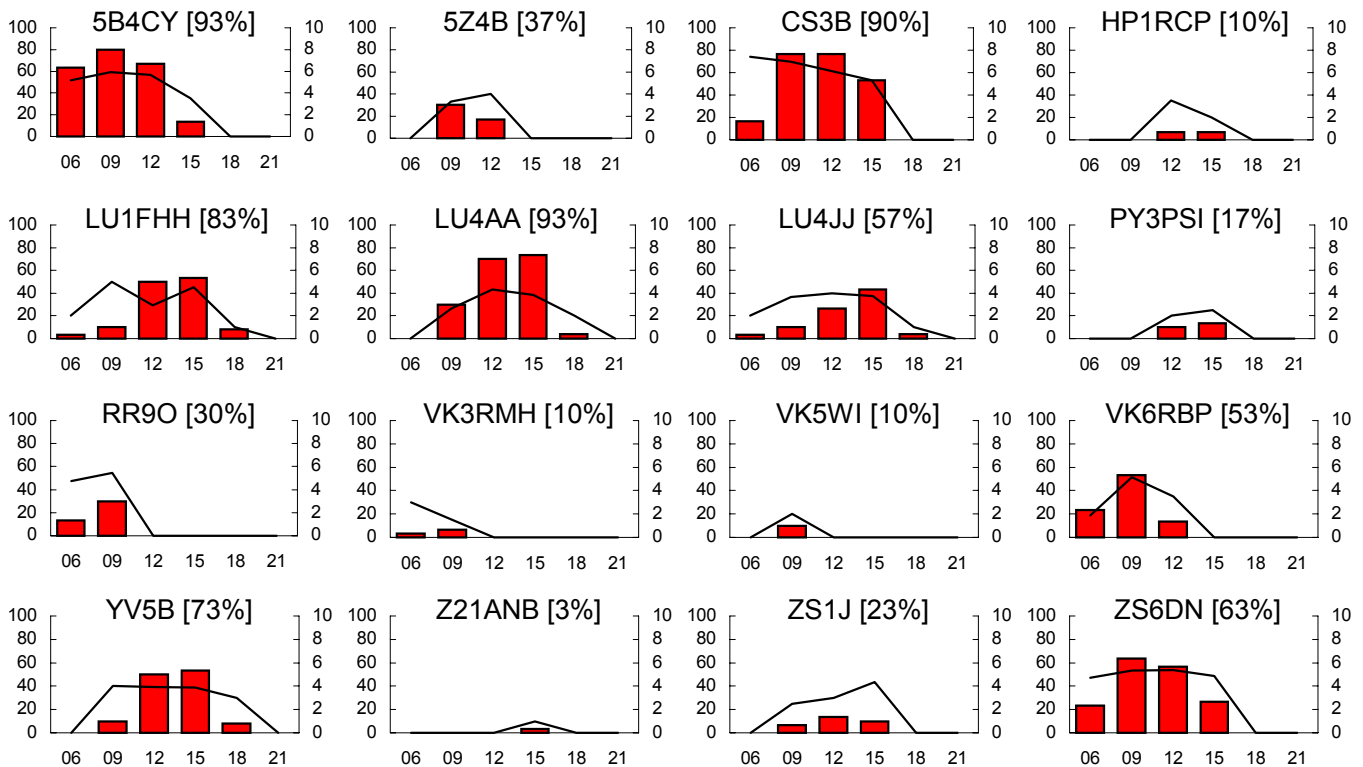 5B4CY [93%] 5Z4B [37%] CS3B [90%] HP1RCP [10%]
100 10 100 10 100 10 100 10
80 8 80 8 80 8 80 8
60 6 60 6 60 6 60 6
40 4 40 4 40 4 40 4
20 2 20 2 20 2 20 2
0 0 0 0 0 0 0 0
06 09 12 15 18 21 06 09 12 15 18 21 06 09 12 15 18 21 06 09 12 15 18 21
LU1FHH [83%] LU4AA [93%] LU4JJ [57%] PY3PSI [17%]
100 10 100 10 100 10 100 10
80 8 80 8 80 8 80 8
60 6 60 6 60 6 60 6
40 4 40 4 40 4 40 4
20 2 20 2 20 2 20 2
0 0 0 0 0 0 0 0
06 09 12 15 18 21 06 09 12 15 18 21 06 09 12 15 18 21 06 09 12 15 18 21
RR9O [30%] VK3RMH [10%] VK5WI [10%] VK6RBP [53%]
100 10 100 10 100 10 100 10
80 8 80 8 80 8 80 8
60 6 60 6 60 6 60 6
40 4 40 4 40 4 40 4
20 2 20 2 20 2 20 2
0 0 0 0 0 0 0 0
06 09 12 15 18 21 06 09 12 15 18 21 06 09 12 15 18 21 06 09 12 15 18 21
YV5B [73%] Z21ANB [3%] ZS1J [23%] ZS6DN [63%]
100 10 100 10 100 10 100 10
80 8 80 8 80 8 80 8
60 6 60 6 60 6 60 6
40 4 40 4 40 4 40 4
20 2 20 2 20 2 20 2
0 0 0 0 0 0 0 0
06 09 12 15 18 21 06 09 12 15 18 21 06 09 12 15 18 21 06 09 12 15 18 21